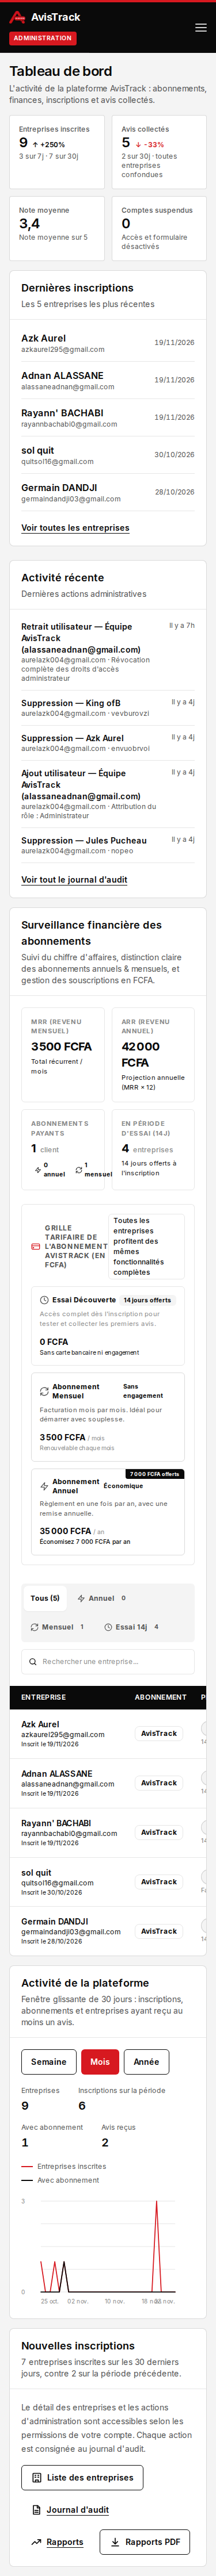 AvisTrack
ADMINISTRATION
Tableau de bord
L'activité de la plateforme AvisTrack : abonnements,
finances, inscriptions et avis collectés.
Entreprises inscrites
9 ↑ +250%
3 sur 7j · 7 sur 30j
Avis collectés
5 ↓ -33%
2 sur 30j · toutes
entreprises
confondues
Note moyenne
3,4
Note moyenne sur 5
Comptes suspendus
0
Accès et formulaire
désactivés
Dernières inscriptions
Les 5 entreprises les plus récentes
Azk Aurel
azkaurel295@gmail.com
19/11/2026
Adnan ALASSANE
alassaneadnan@gmail.com
19/11/2026
Rayann' BACHABI
rayannbachabi0@gmail.com
19/11/2026
sol quit
quitsol16@gmail.com
30/10/2026
Germain DANDJI
germaindandji03@gmail.com
28/10/2026
Voir toutes les entreprises
Activité récente
Dernières actions administratives
Retrait utilisateur — Équipe
AvisTrack
(alassaneadnan@gmail.com)
aurelazk004@gmail.com · Révocation
complète des droits d'accès
administrateur
Il y a 7h
Suppression — King ofB
aurelazk004@gmail.com · vevburovzi
Il y a 4j
Suppression — Azk Aurel
aurelazk004@gmail.com · envuobrvoi
Il y a 4j
Ajout utilisateur — Équipe
AvisTrack
(alassaneadnan@gmail.com)
aurelazk004@gmail.com · Attribution du
rôle : Administrateur
Il y a 4j
Suppression — Jules Pucheau
aurelazk004@gmail.com · nopeo
Il y a 4j
Voir tout le journal d'audit
Surveillance financière des
abonnements
Suivi du chiffre d'affaires, distinction claire
des abonnements annuels & mensuels, et
gestion des souscriptions en FCFA.
MRR (REVENU
MENSUEL)
3 500 FCFA
Total récurrent /
mois
ARR (REVENU
ANNUEL)
42 000
FCFA
Projection annuelle
(MRR × 12)
ABONNEMENTS
PAYANTS
1 client
0
annuel
1
mensuel
EN PÉRIODE
D'ESSAI (14J)
4 entreprises
14 jours offerts à
l'inscription
GRILLE
TARIFAIRE DE
L'ABONNEMENT
AVISTRACK (EN
FCFA)
Toutes les
entreprises
profitent des
mêmes
fonctionnalités
complètes
Essai Découverte
14 jours offerts
Accès complet dès l'inscription pour
tester et collecter les premiers avis.
0 FCFA
Sans carte bancaire ni engagement
Abonnement
Mensuel
Sans
engagement
Facturation mois par mois. Idéal pour
démarrer avec souplesse.
3 500 FCFA / mois
Renouvelable chaque mois
7 000 FCFA offerts
Abonnement
Annuel
Économique
Règlement en une fois par an, avec une
remise annuelle.
35 000 FCFA / an
Économisez 7 000 FCFA par an
Tous (5)
Annuel 0
Mensuel 1
Essai 14j 4
Rechercher une entreprise...
ENTREPRISE ABONNEMENT
Azk Aurel
azkaurel295@gmail.com
Inscrit le 19/11/2026
AvisTrack
Adnan ALASSANE
alassaneadnan@gmail.com
Inscrit le 19/11/2026
AvisTrack
Rayann' BACHABI
rayannbachabi0@gmail.com
Inscrit le 19/11/2026
AvisTrack
sol quit
quitsol16@gmail.com
Inscrit le 30/10/2026
AvisTrack
Germain DANDJI
germaindandji03@gmail.com
Inscrit le 28/10/2026
AvisTrack
Activité de la plateforme
Fenêtre glissante de 30 jours : inscriptions,
abonnements et entreprises ayant reçu au
moins un avis.
Semaine
Mois
Année
Entreprises
9
Inscriptions sur la période
6
Avec abonnement
1
Avis reçus
2
Entreprises inscrites
Avec abonnement
3
0
25 oct. 02 nov. 10 nov. 18 nov.
Nouvelles inscriptions
7 entreprises inscrites sur les 30 derniers
jours, contre 2 sur la période précédente.
Le détail des entreprises et les actions
d'administration sont accessibles selon les
permissions de votre compte. Chaque action
est consignée au journal d'audit.
Liste des entreprises
Journal d'audit
Rapports
Rapports PDF